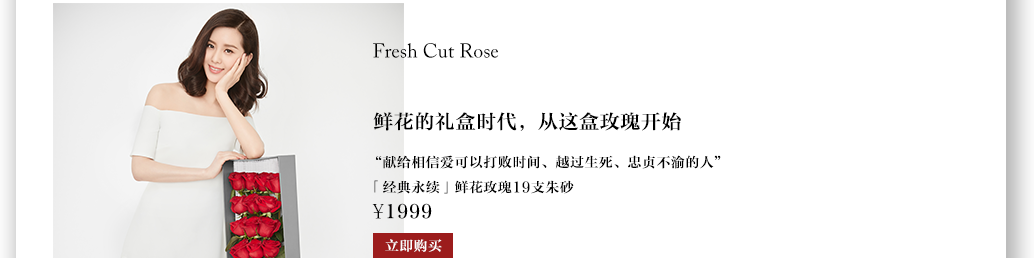 Fresh Cut Rose
鲜花的礼盒时代，从这盒玫瑰开始
“献给相信爱可以打败时间、越过生死、忠贞不渝的人”
「经典永续」鲜花玫瑰19支朱砂
¥1999
立即购买